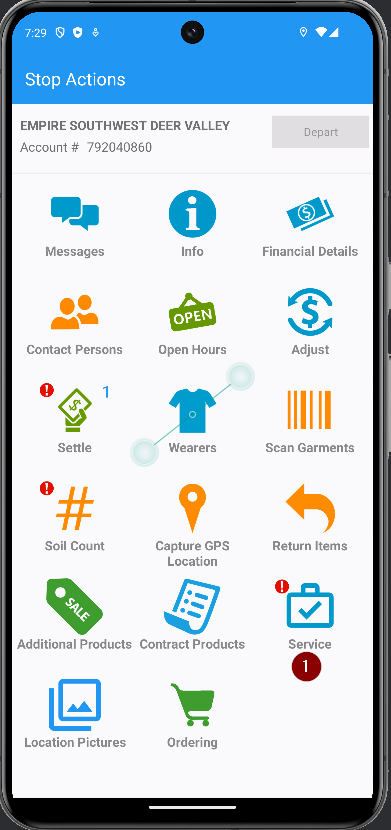 7:29
Stop Actions
EMPIRE SOUTHWEST DEER VALLEY
Account # 792040860
Depart
Messages
Info
Financial Details
Contact Persons
OPEN
Open Hours
Adjust
1
Settle
Wearers
Scan Garments
Soil Count
Capture GPS
Location
Return Items
SALE
Additional Products
Contract Products
Service
1
Location Pictures
Ordering